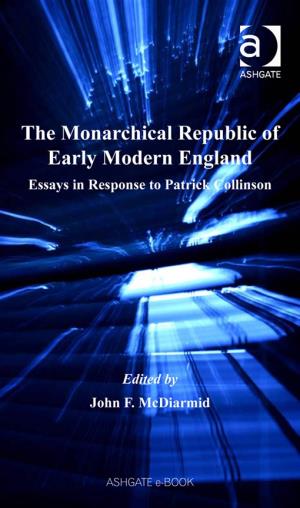 a
ASHGATE
The Monarchical Republic of
Early Modern England
Essays in Response to Patrick Collinson
Edited by
John F. McDiarmid
ASHGATE e-BOOK